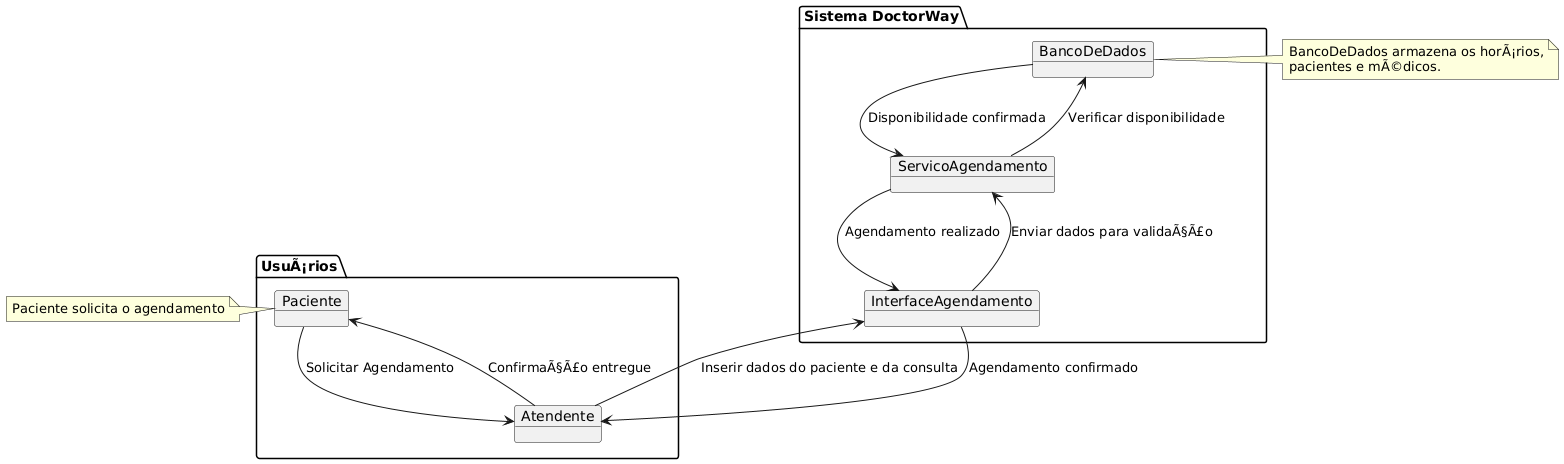 Sistema DoctorWay
BancoDeDados
BancoDeDados armazena os horÃ¡rios,
pacientes e mÃ©dicos.
Disponibilidade confirmada
Verificar disponibilidade
ServicoAgendamento
Agendamento realizado
Enviar dados para validaÃ§Ã£o
UsuÃ¡rios
Paciente
Paciente solicita o agendamento
InterfaceAgendamento
Solicitar Agendamento
ConfirmaÃ§Ã£o entregue
Inserir dados do paciente e da consulta
Agendamento confirmado
Atendente